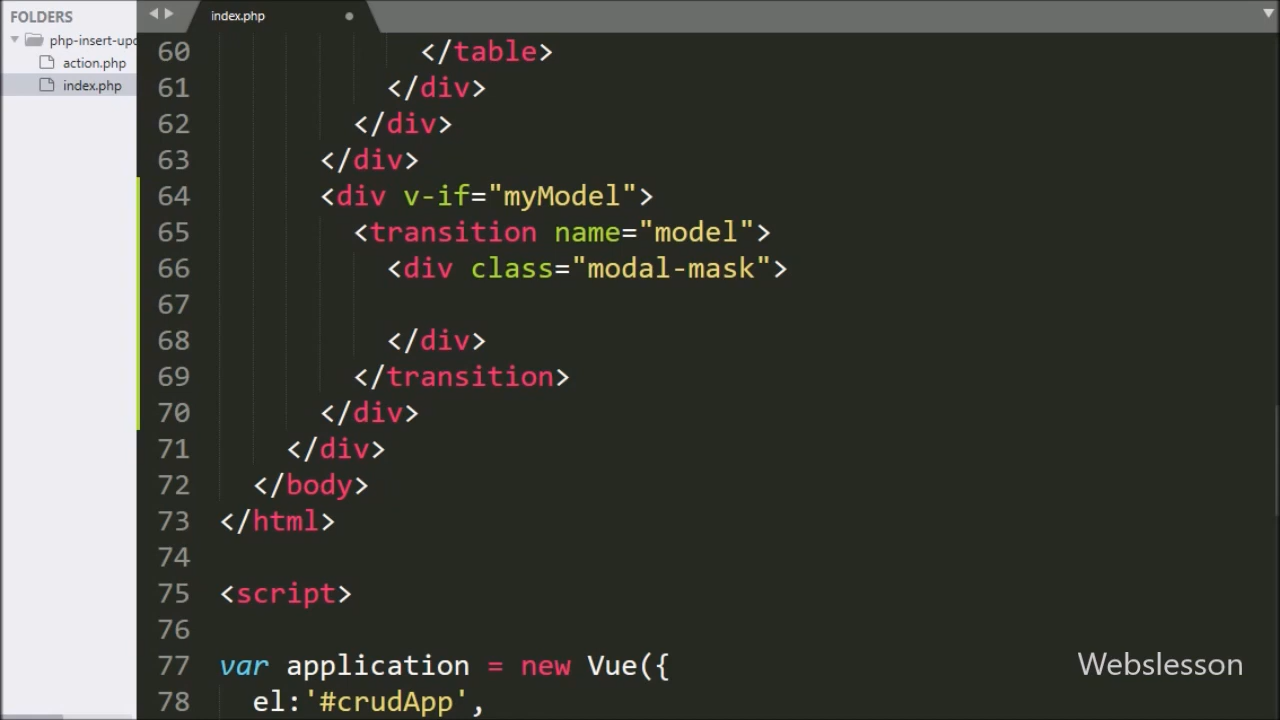 FOLDERS
php-insert-upd
action.php
index.php
index.php
60 </table>
61 </div>
62 </div>
63 </div>
64 <div v-if="myModel">
65 <transition name="model">
66 <div class="modal-mask">
67
68 </div>
69 </transition>
70 </div>
71 </div>
72 </body>
73 </html>
74
75 <script>
76
77 var application = new Vue({
78 el:'#crudApp',
Webslesson